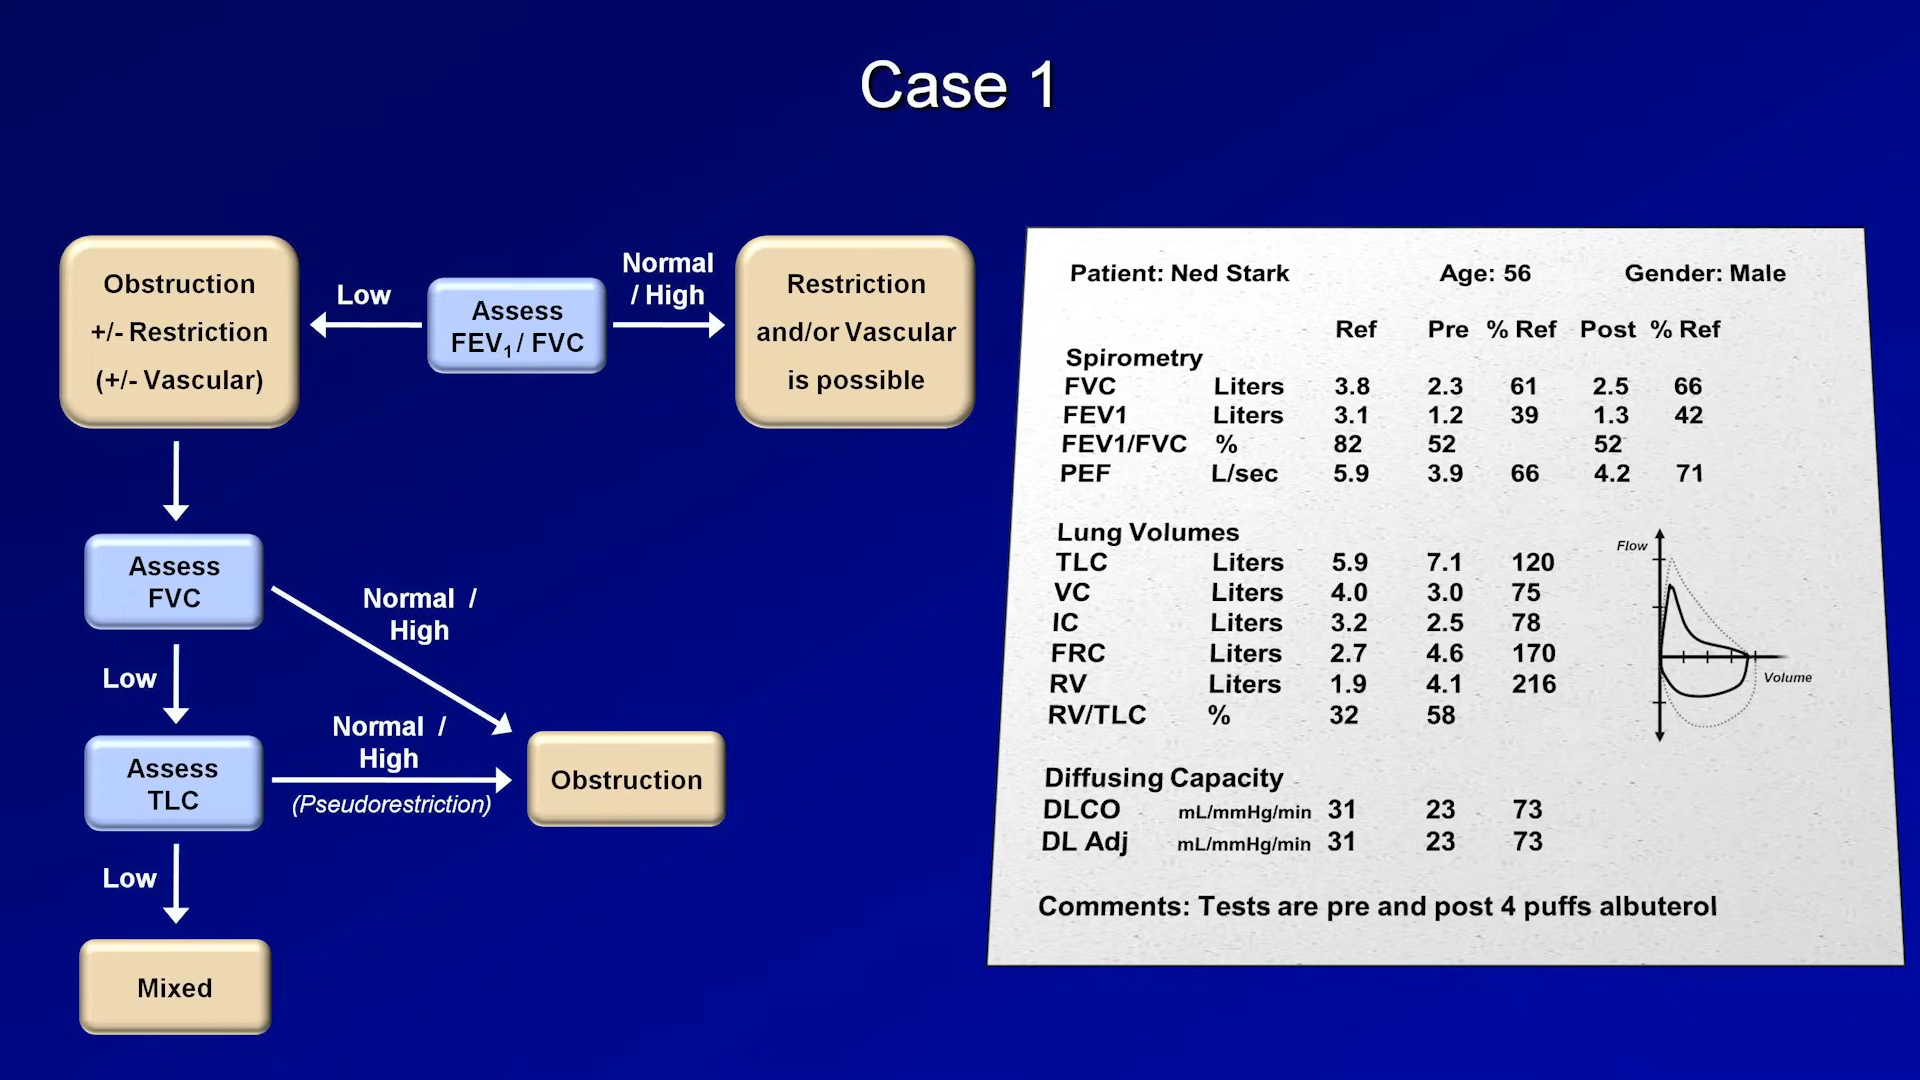 Case 1
Obstruction
+/- Restriction
(+/- Vascular)
Low
Assess
FEV1 / FVC
Normal
/ High
Restriction
and/or Vascular
is possible
Assess
FVC
Normal /
High
Low
Assess
TLC
Normal /
High
(Pseudorestriction)
Obstruction
Low
Mixed
Patient: Ned Stark Age: 56 Gender: Male
Ref Pre % Ref Post % Ref
Spirometry
FVC Liters 3.8 2.3 61 2.5 66
FEV1 Liters 3.1 1.2 39 1.3 42
FEV1/FVC % 82 52 52
PEF L/sec 5.9 3.9 66 4.2 71
Lung Volumes
TLC Liters 5.9 7.1 120
VC Liters 4.0 3.0 75
IC Liters 3.2 2.5 78
FRC Liters 2.7 4.6 170
RV Liters 1.9 4.1 216
RV/TLC % 32 58
Flow
Volume
Diffusing Capacity
DLCO mL/mmHg/min 31 23 73
DL Adj mL/mmHg/min 31 23 73
Comments: Tests are pre and post 4 puffs albuterol